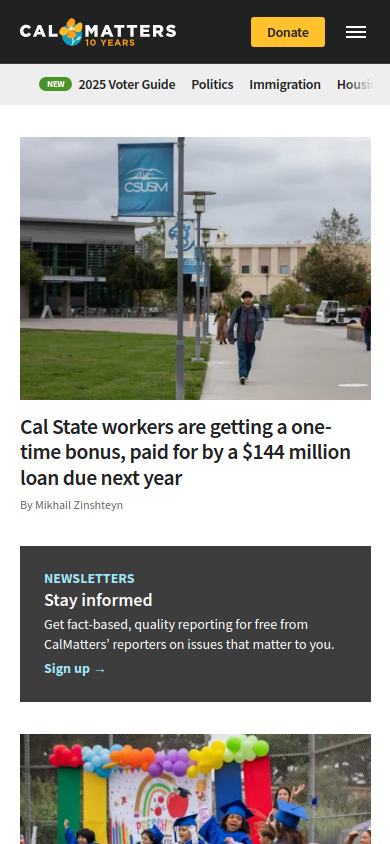 CALMATTERS
10 YEARS
Donate
NEW 2025 Voter Guide Politics Immigration
CSUSM
Cal State workers are getting a one-
time bonus, paid for by a $144 million
loan due next year
By Mikhail Zinshteyn
NEWSLETTERS
Stay informed
Get fact-based, quality reporting for free from
CalMatters’ reporters on issues that matter to you.
Sign up →